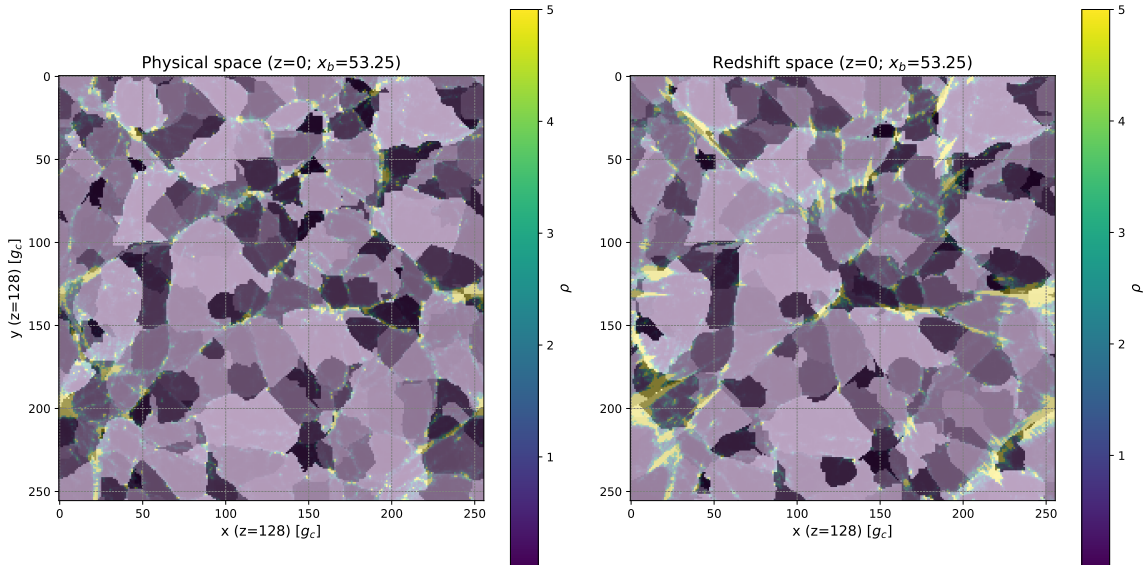 Physical space (z=0; x_b=53.25)
0
50
100
150
200
250
y (z=128) [g_c]
0 50 100 150 200 250
x (z=128) [g_c]
5
4
3
2
1
ρ
Redshift space (z=0; x_b=53.25)
0
50
100
150
200
250
0 50 100 150 200 250
x (z=128) [g_c]
5
4
3
2
1
ρ